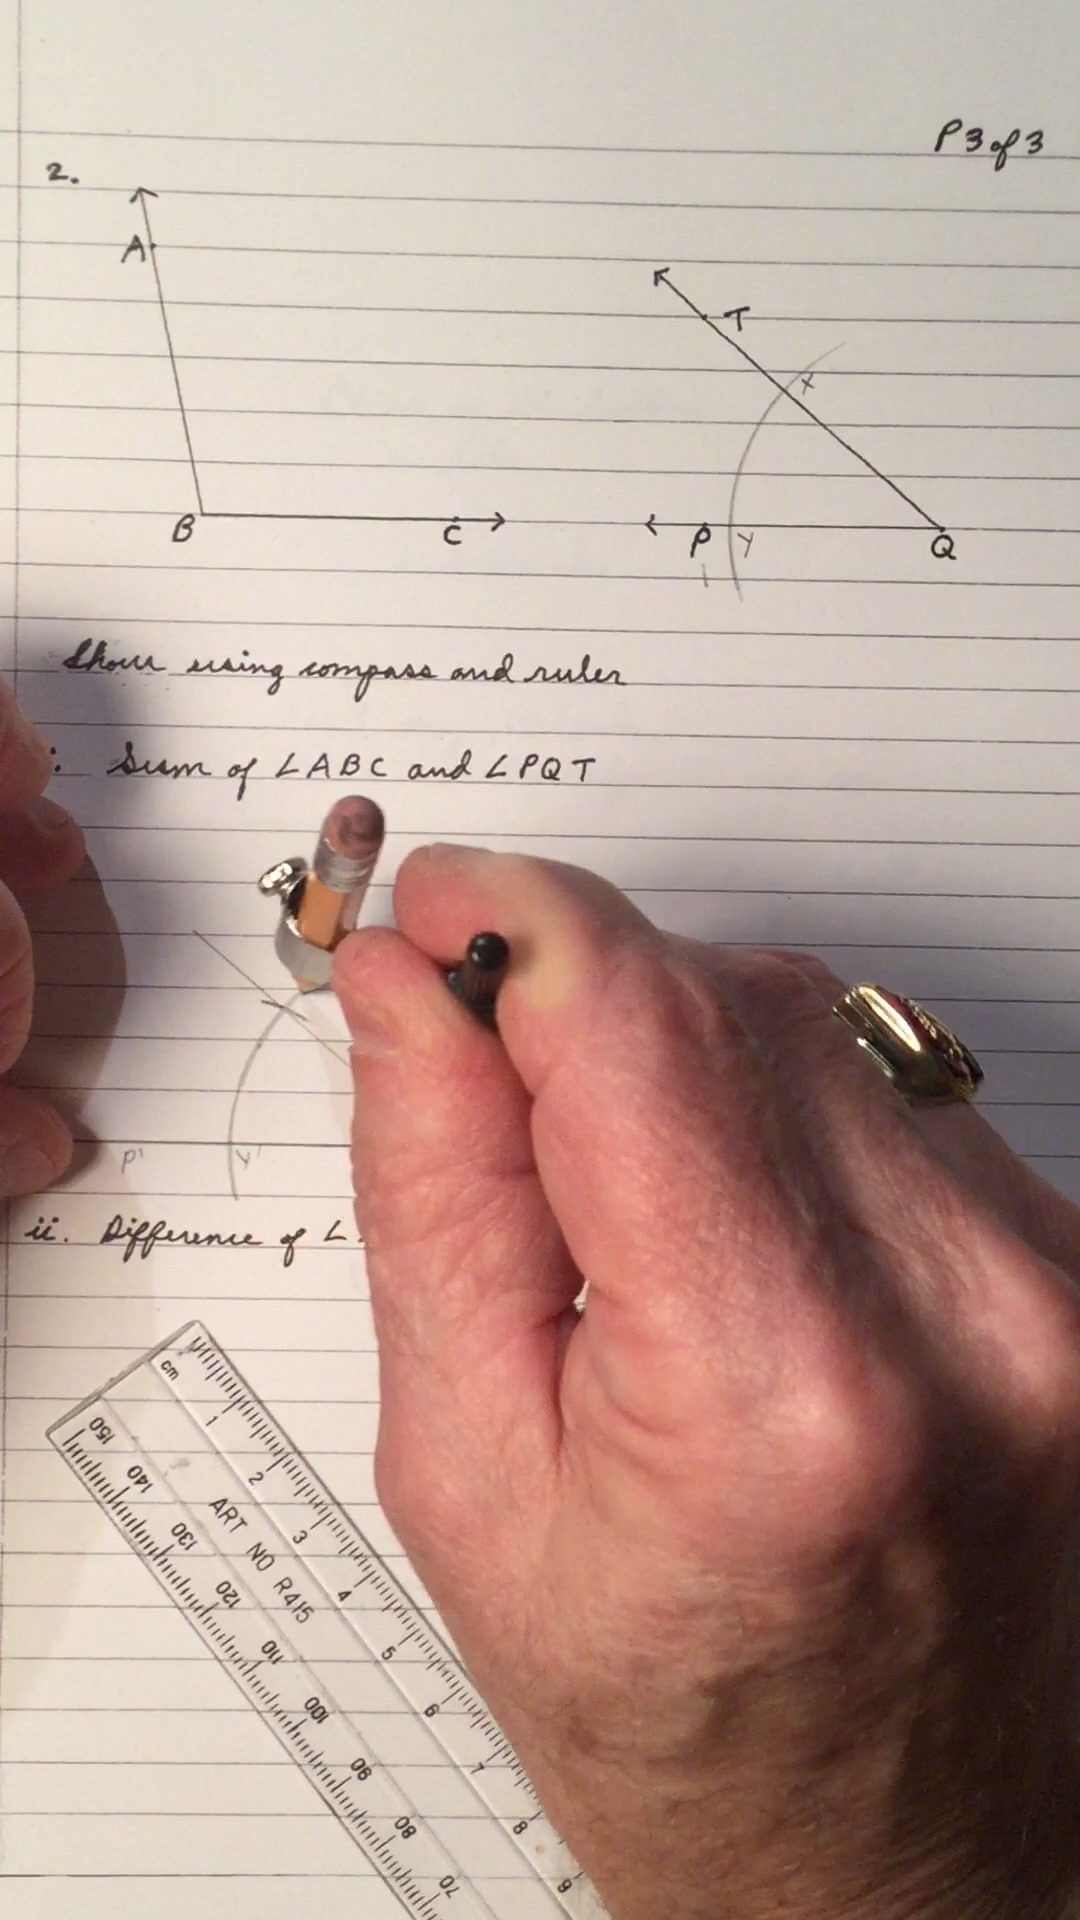 P 3 of 3
2.
A
T
X
B
C
P
Y
Q
Show using compass and ruler
Sum of ∠ABC and ∠PQT
P'
Y'
ii. Difference of ∠
cm
1 2 3 4 5 6 7 8 9
150 140 130 120 110 100 90 80 70
ART NO R415